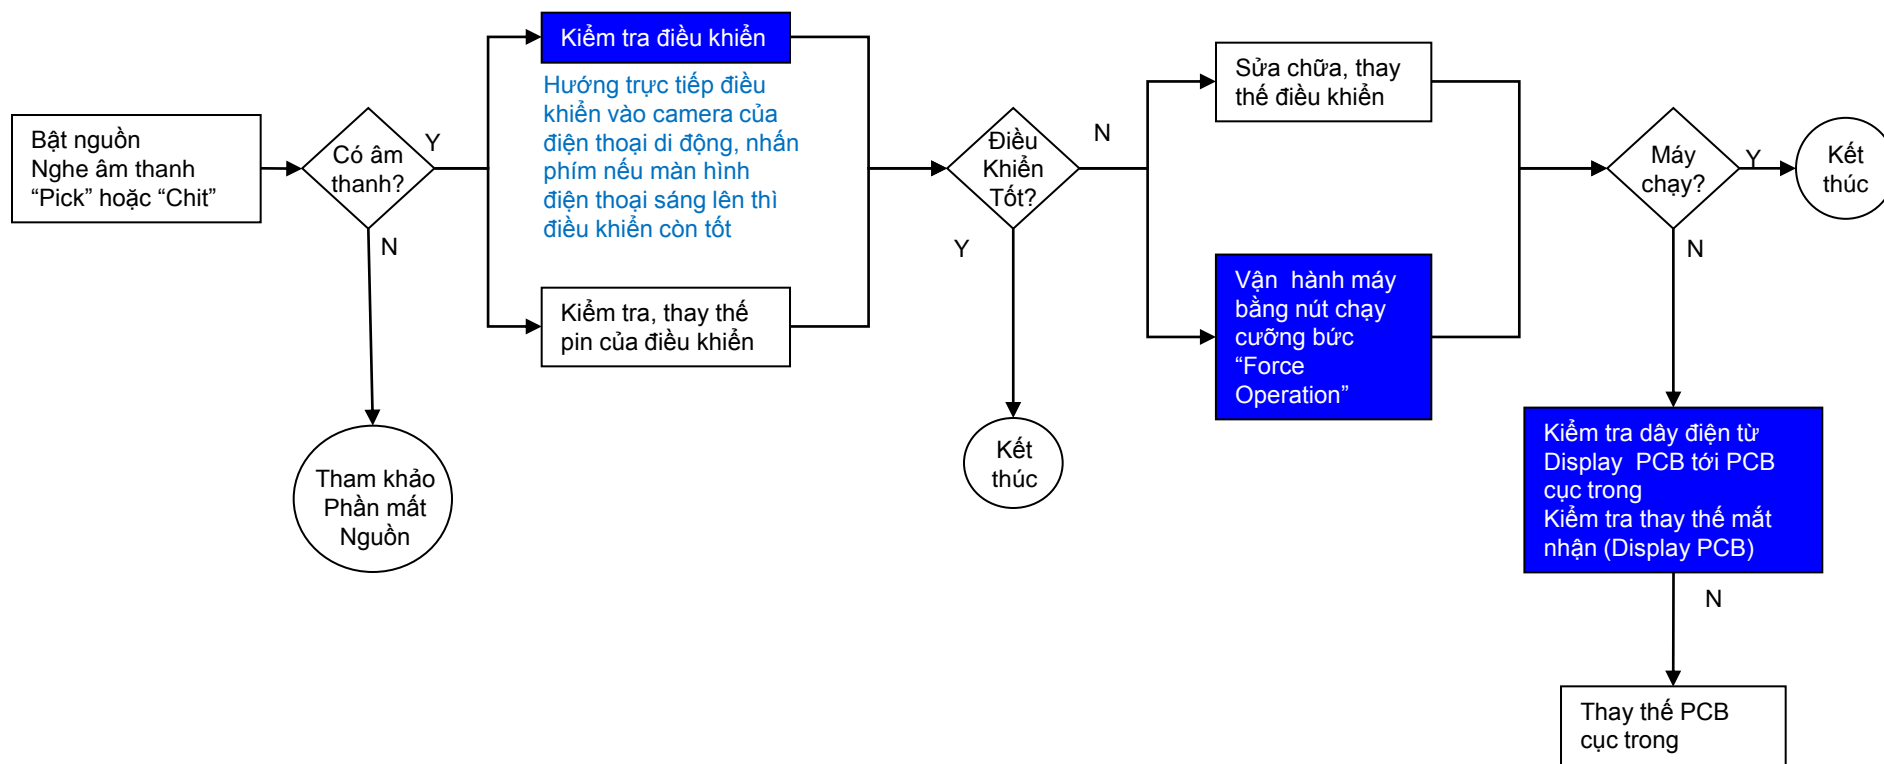 Bật nguồn
Nghe âm thanh
“Pick” hoặc “Chit”
Có âm
thanh?
Y
N
Tham khảo
Phần mất
Nguồn
Kiểm tra điều khiển
Hướng trực tiếp điều
khiển vào camera của
điện thoại di động, nhấn
phím nếu màn hình
điện thoại sáng lên thì
điều khiển còn tốt
Kiểm tra, thay thế
pin của điều khiển
Điều
Khiển
Tốt?
N
Y
Kết
thúc
Sửa chữa, thay
thế điều khiển
Vận hành máy
bằng nút chạy
cưỡng bức
“Force
Operation”
Máy
chạy?
Y
Kết
thúc
N
Kiểm tra dây điện từ
Display PCB tới PCB
cục trong
Kiểm tra thay thế mắt
nhận (Display PCB)
N
Thay thế PCB
cục trong